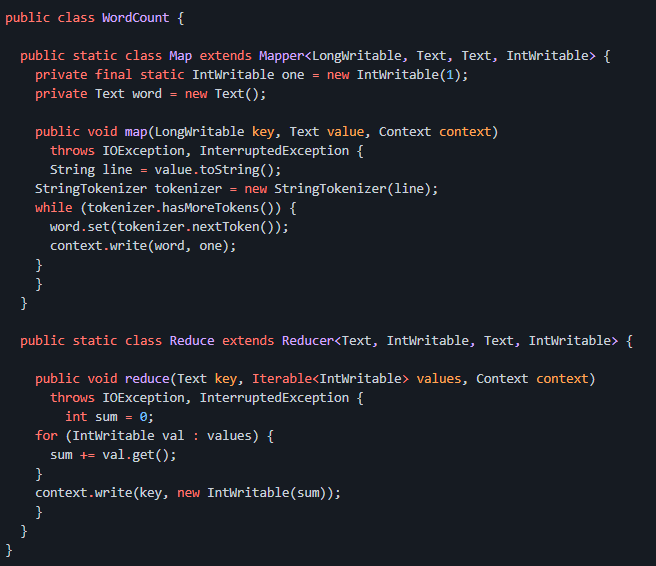 public class WordCount {
public static class Map extends Mapper<LongWritable, Text, Text, IntWritable> {
private final static IntWritable one = new IntWritable(1);
private Text word = new Text();
public void map(LongWritable key, Text value, Context context)
throws IOException, InterruptedException {
String line = value.toString();
StringTokenizer tokenizer = new StringTokenizer(line);
while (tokenizer.hasMoreTokens()) {
word.set(tokenizer.nextToken());
context.write(word, one);
}
}
}
public static class Reduce extends Reducer<Text, IntWritable, Text, IntWritable> {
public void reduce(Text key, Iterable<IntWritable> values, Context context)
throws IOException, InterruptedException {
int sum = 0;
for (IntWritable val : values) {
sum += val.get();
}
context.write(key, new IntWritable(sum));
}
}
}